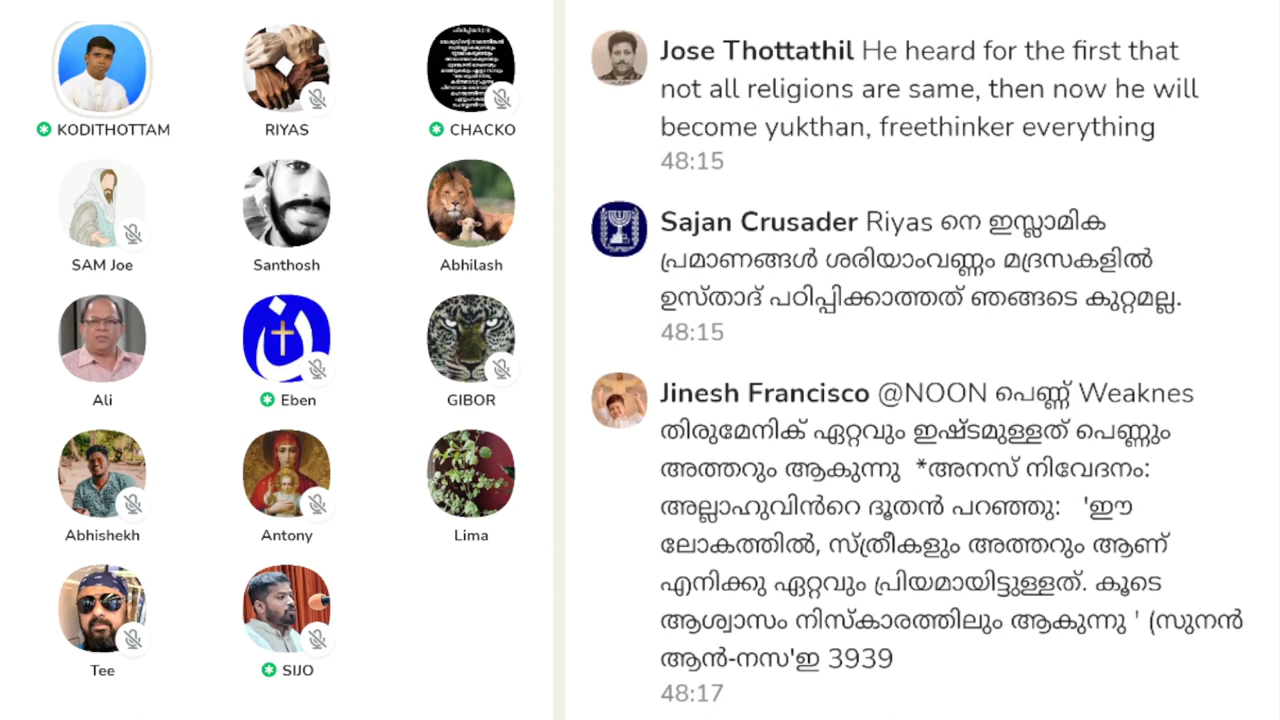 KODITHOTTAM
RIYAS
CHACKO
SAM Joe
Santhosh
Abhilash
Ali
Eben
GIBOR
Abhishekh
Antony
Lima
Tee
SIJO
Jose Thottathil He heard for the first that
not all religions are same, then now he will
become yukthan, freethinker everything
48:15
Sajan Crusader Riyas നെ ഇസ്ലാമിക
പ്രമാണങ്ങൾ ശരിയാംവണ്ണം മദ്രസകളിൽ
ഉസ്താദ് പഠിപ്പിക്കാത്തത് ഞങ്ങടെ കുറ്റമല്ല.
48:15
Jinesh Francisco @NOON പെണ്ണ് Weaknes
തിരുമേനിക് ഏറ്റവും ഇഷ്ടമുള്ളത് പെണ്ണും
അത്തറും ആകുന്നു *അനസ് നിവേദനം:
അല്ലാഹുവിൻറെ ദൂതൻ പറഞ്ഞു: 'ഈ
ലോകത്തിൽ, സ്ത്രീകളും അത്തറും ആണ്
എനിക്കു ഏറ്റവും പ്രിയമായിട്ടുള്ളത്. കൂടെ
ആശ്വാസം നിസ്കാരത്തിലും ആകുന്നു ' (സുനൻ
ആൻ-നസ'ഇ 3939
48:17